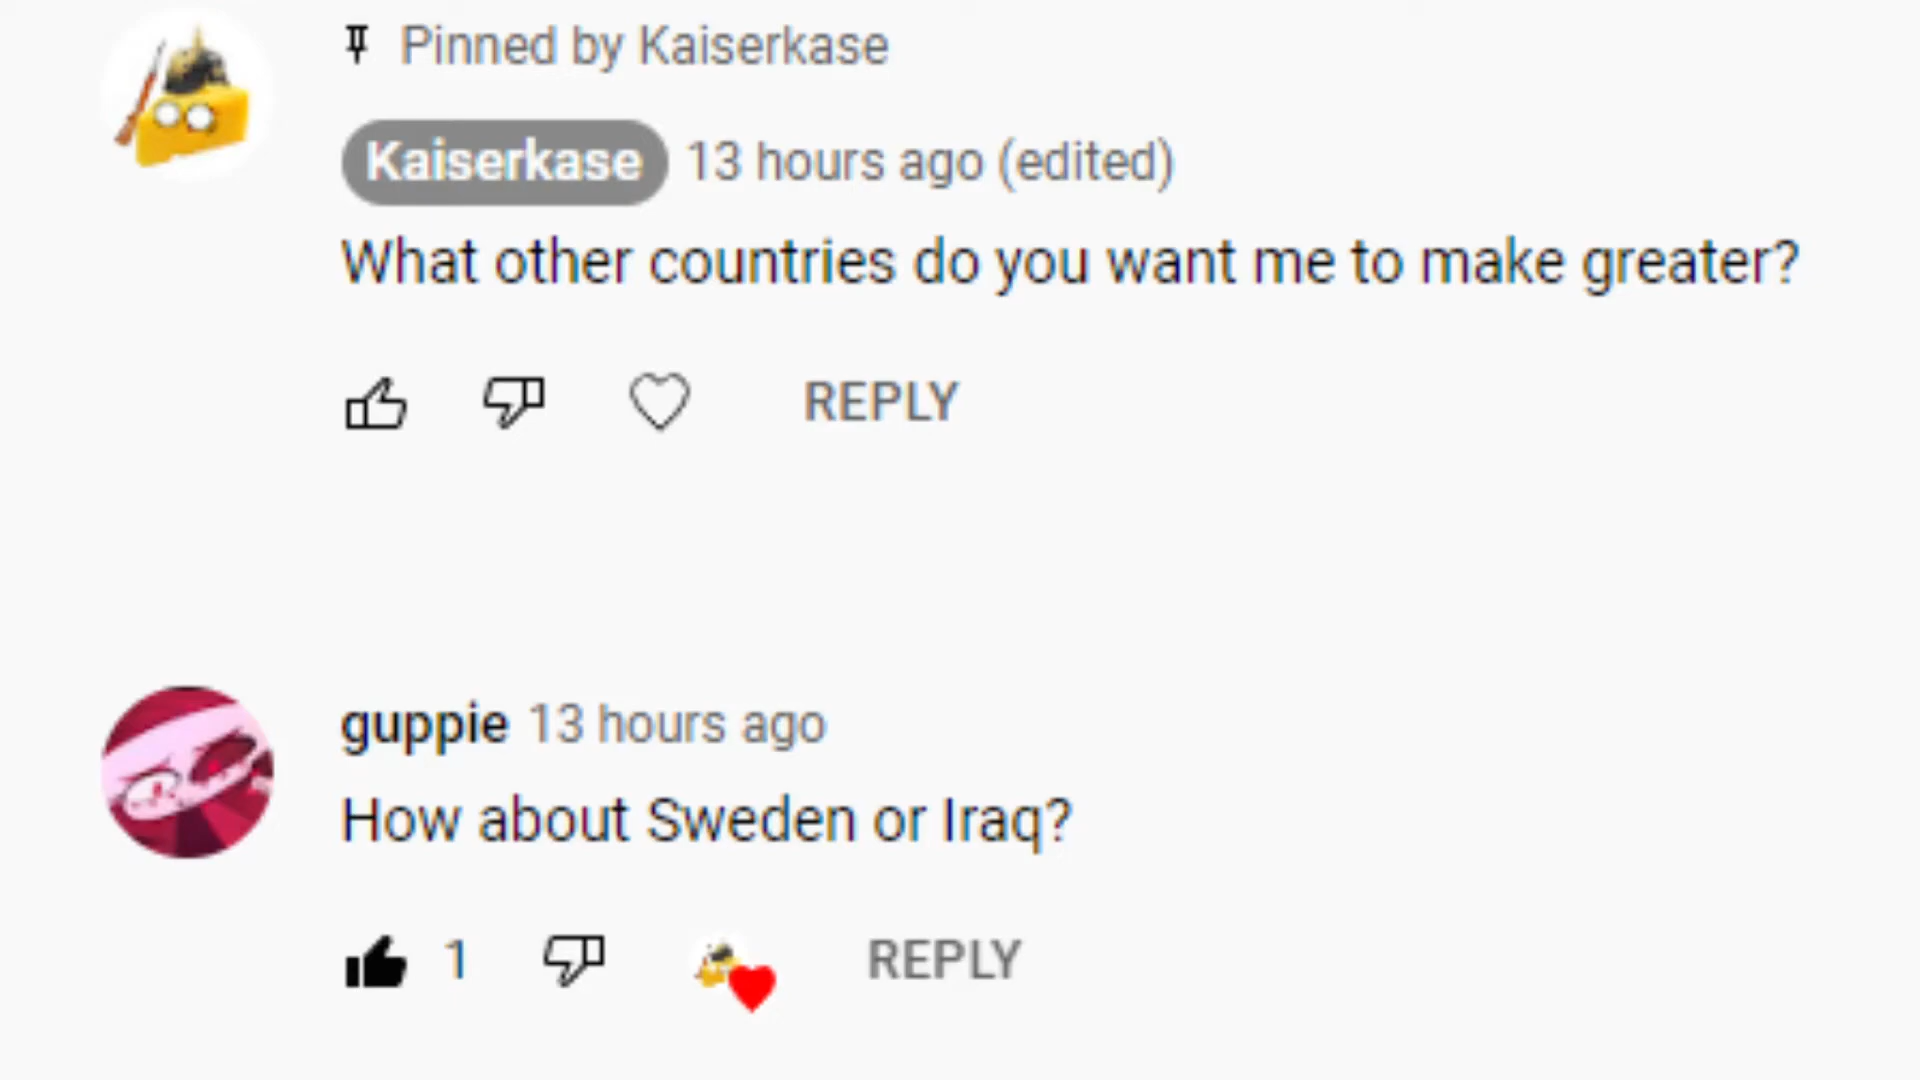 Pinned by Kaiserkase
Kaiserkase 13 hours ago (edited)
What other countries do you want me to make greater?
REPLY
guppie 13 hours ago
How about Sweden or Iraq?
1 REPLY